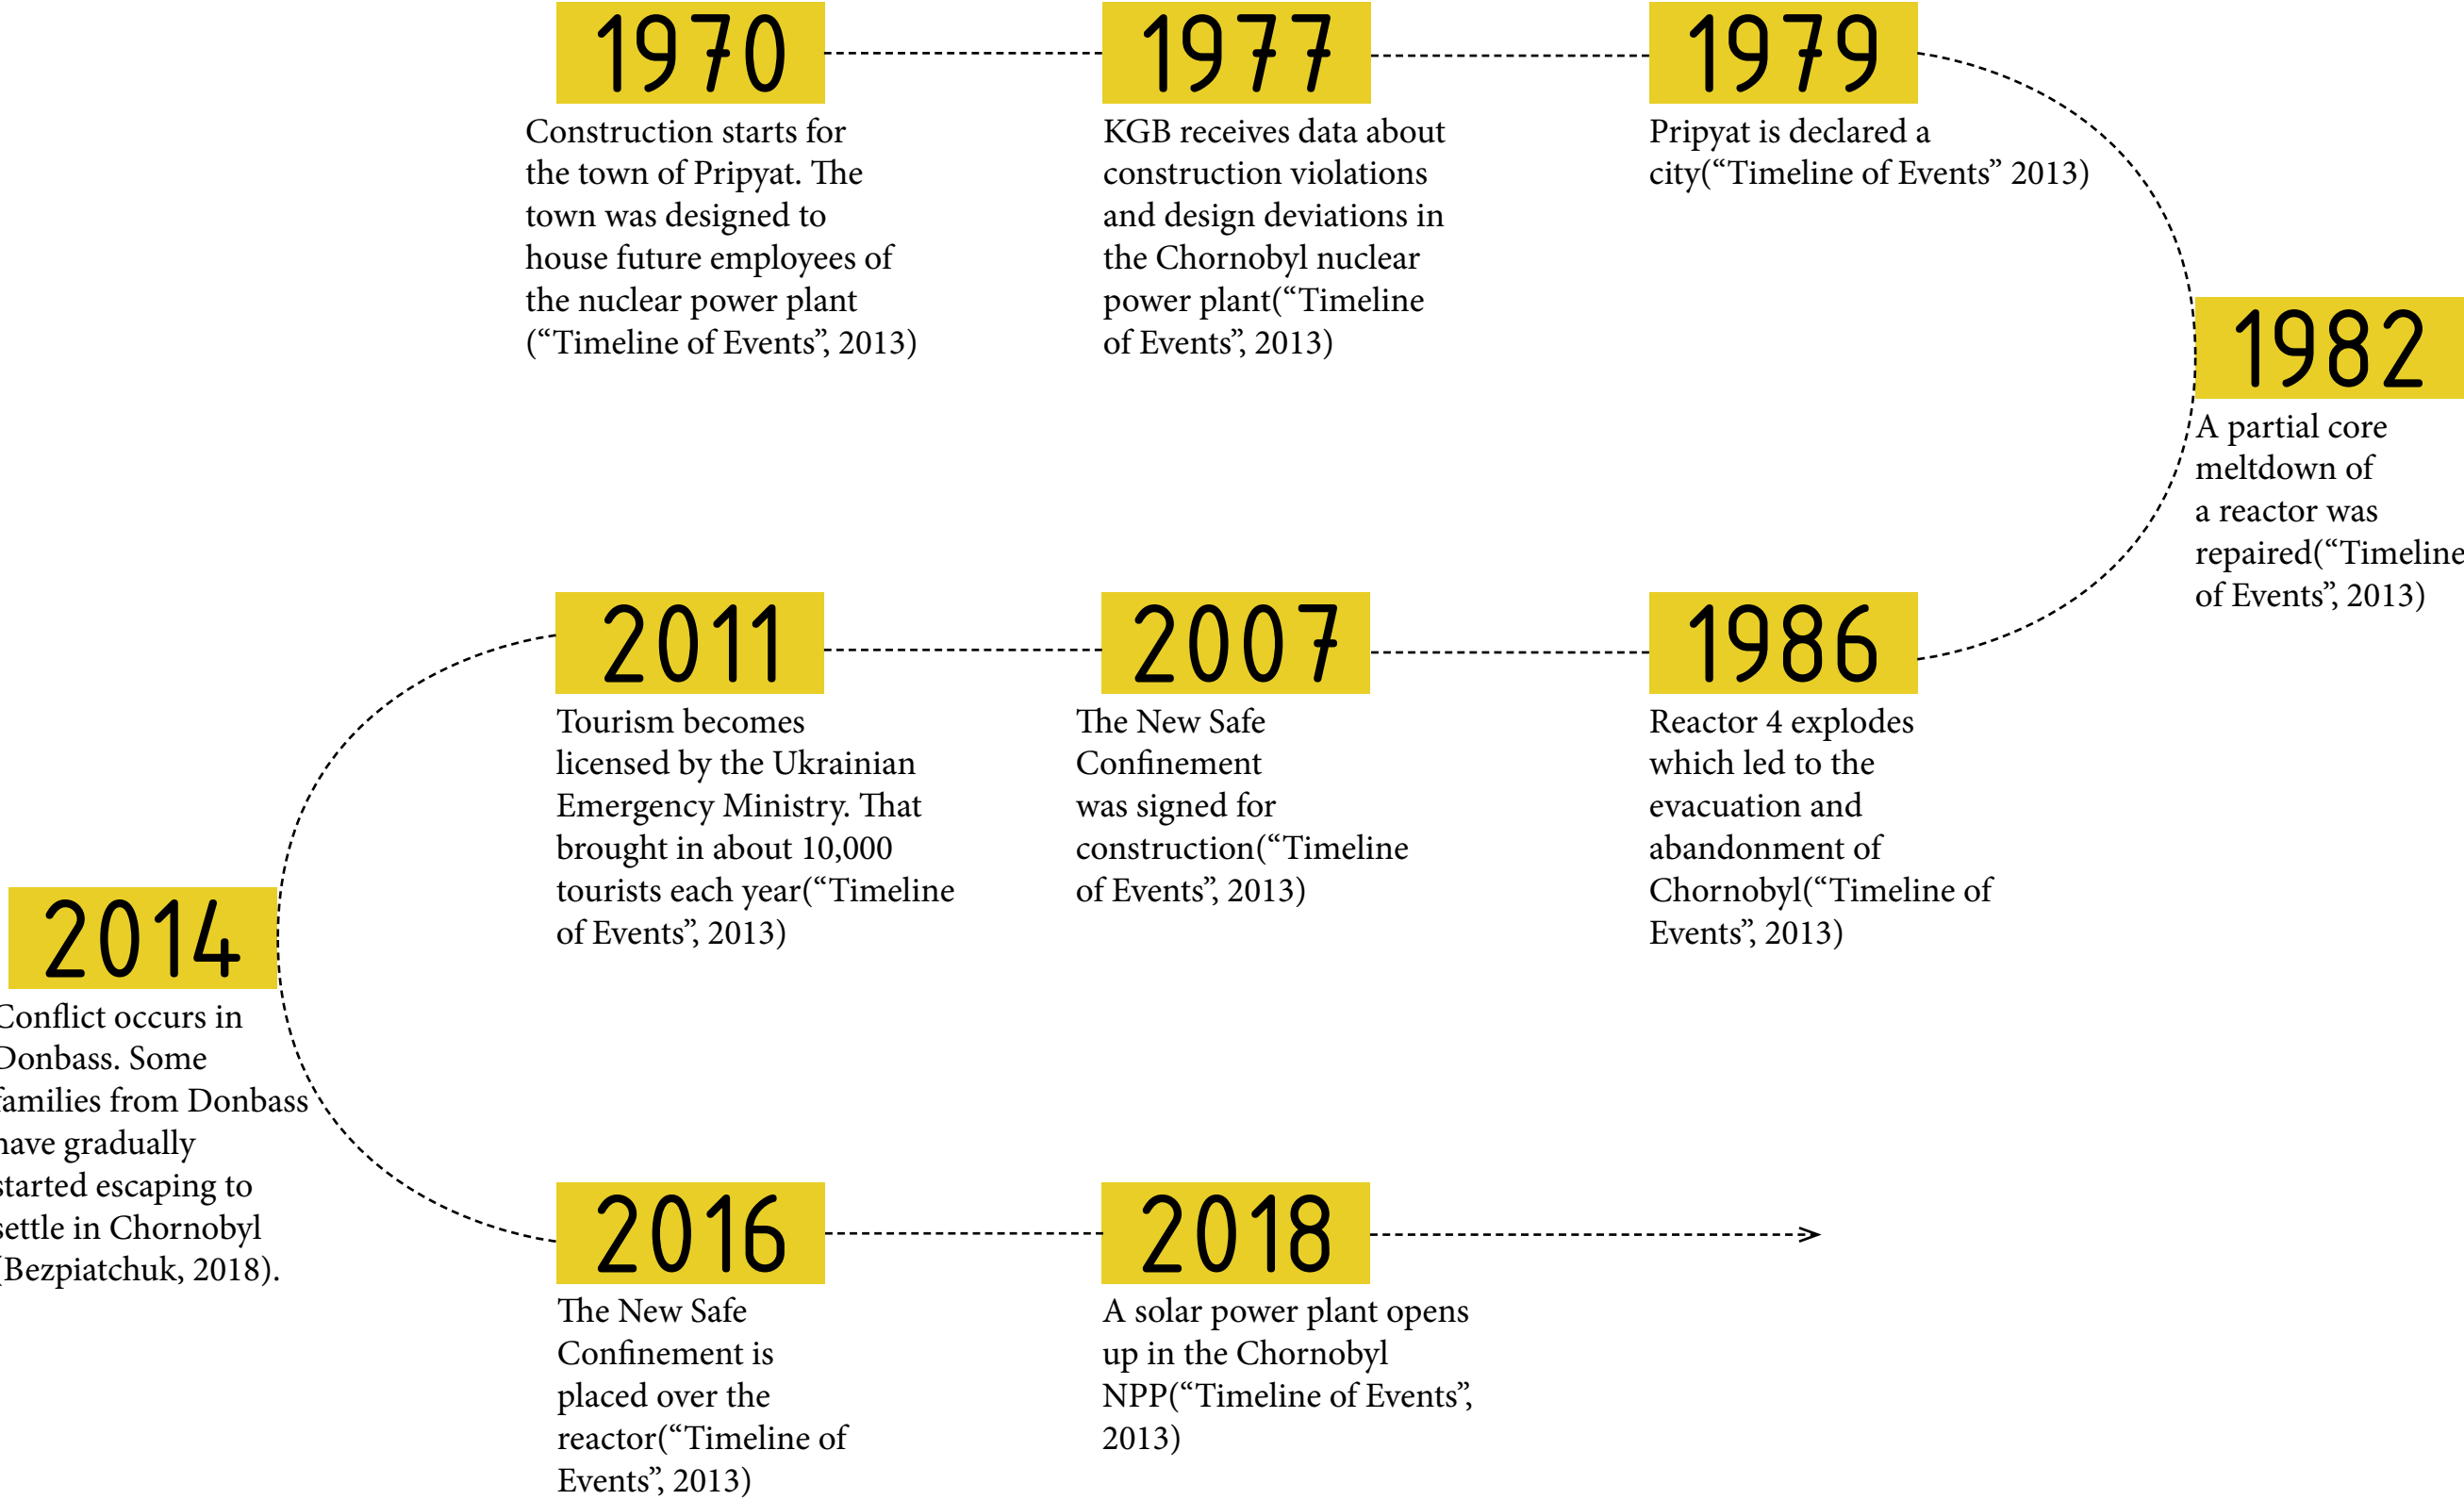 1970
Construction starts for
the town of Pripyat. The
town was designed to
house future employees of
the nuclear power plant
(“Timeline of Events”, 2013)
1977
KGB receives data about
construction violations
and design deviations in
the Chornobyl nuclear
power plant(“Timeline
of Events”, 2013)
1979
Pripyat is declared a
city(“Timeline of Events” 2013)
1982
A partial core
meltdown of
a reactor was
repaired(“Timeline
of Events”, 2013)
1986
Reactor 4 explodes
which led to the
evacuation and
abandonment of
Chornobyl(“Timeline of
Events”, 2013)
2007
The New Safe
Confinement
was signed for
construction(“Timeline
of Events”, 2013)
2011
Tourism becomes
licensed by the Ukrainian
Emergency Ministry. That
brought in about 10,000
tourists each year(“Timeline
of Events”, 2013)
2014
Conflict occurs in
Donbass. Some
families from Donbass
have gradually
started escaping to
settle in Chornobyl
(Bezpiatchuk, 2018).
2016
The New Safe
Confinement is
placed over the
reactor(“Timeline of
Events”, 2013)
2018
A solar power plant opens
up in the Chornobyl
NPP(“Timeline of Events”,
2013)